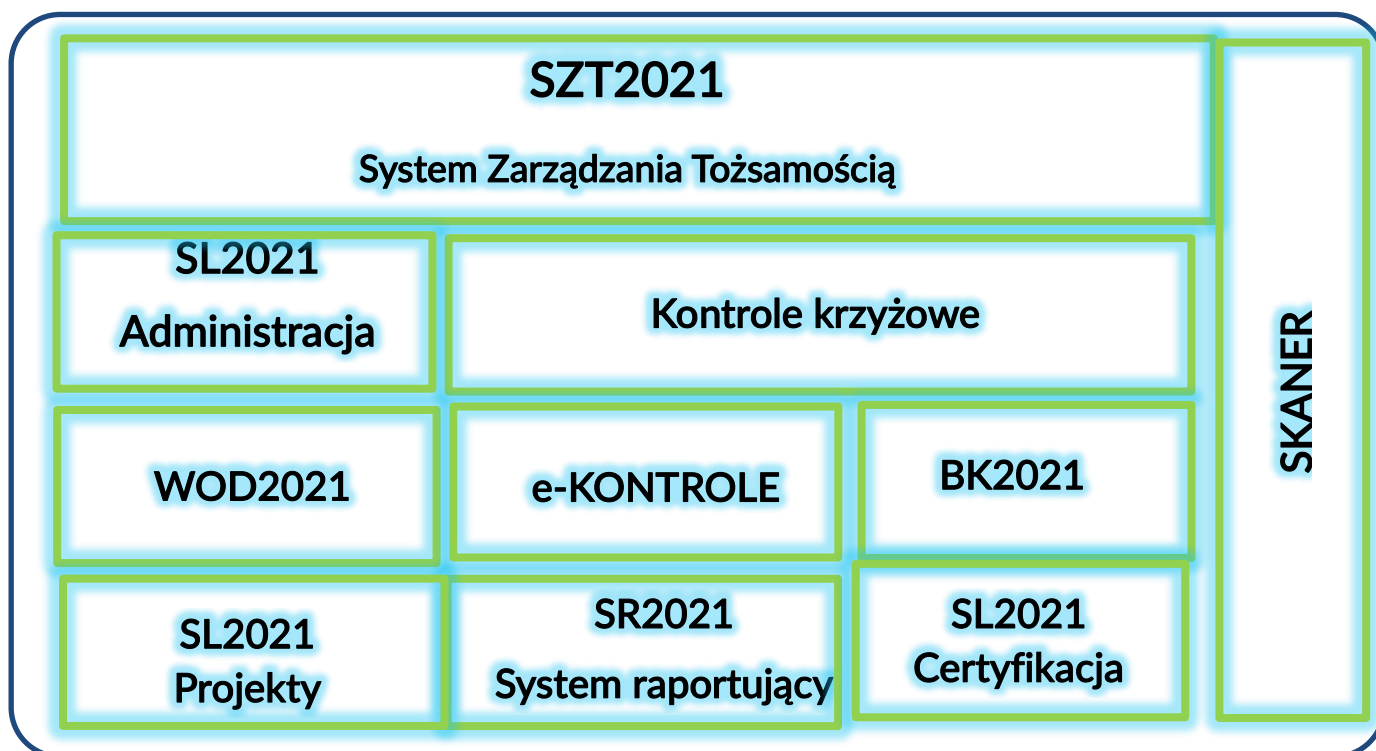 SZT2021
System Zarządzania Tożsamością
SL2021
Administracja
Kontrole krzyżowe
SKANER
WOD2021
e-KONTROLE
BK2021
SL2021
Projekty
SR2021
System raportujący
SL2021
Certyfikacja